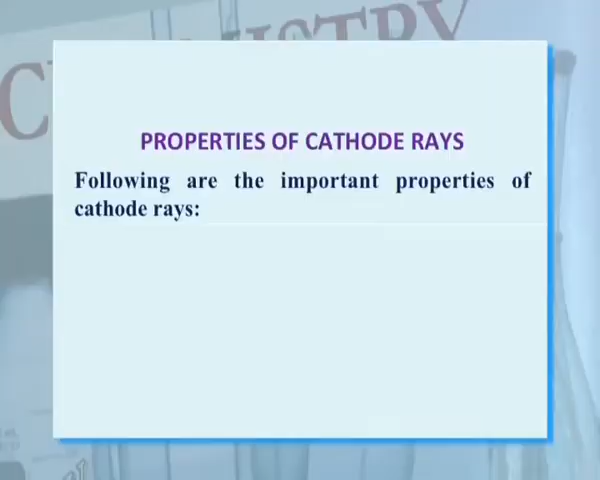 PROPERTIES OF CATHODE RAYS
Following are the important properties of
cathode rays: